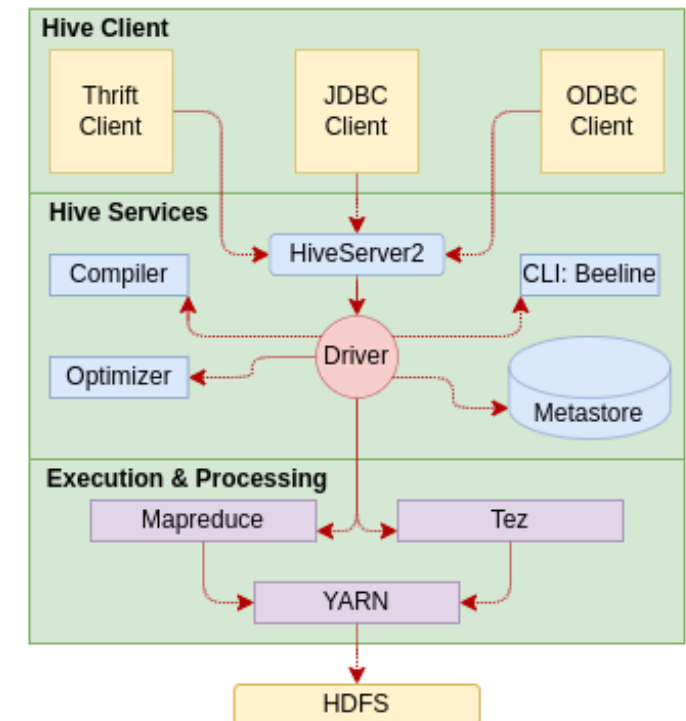 Hive Client
Thrift
Client
JDBC
Client
ODBC
Client
Hive Services
HiveServer2
Compiler
CLI: Beeline
Driver
Optimizer
Metastore
Execution & Processing
Mapreduce
Tez
YARN
HDFS